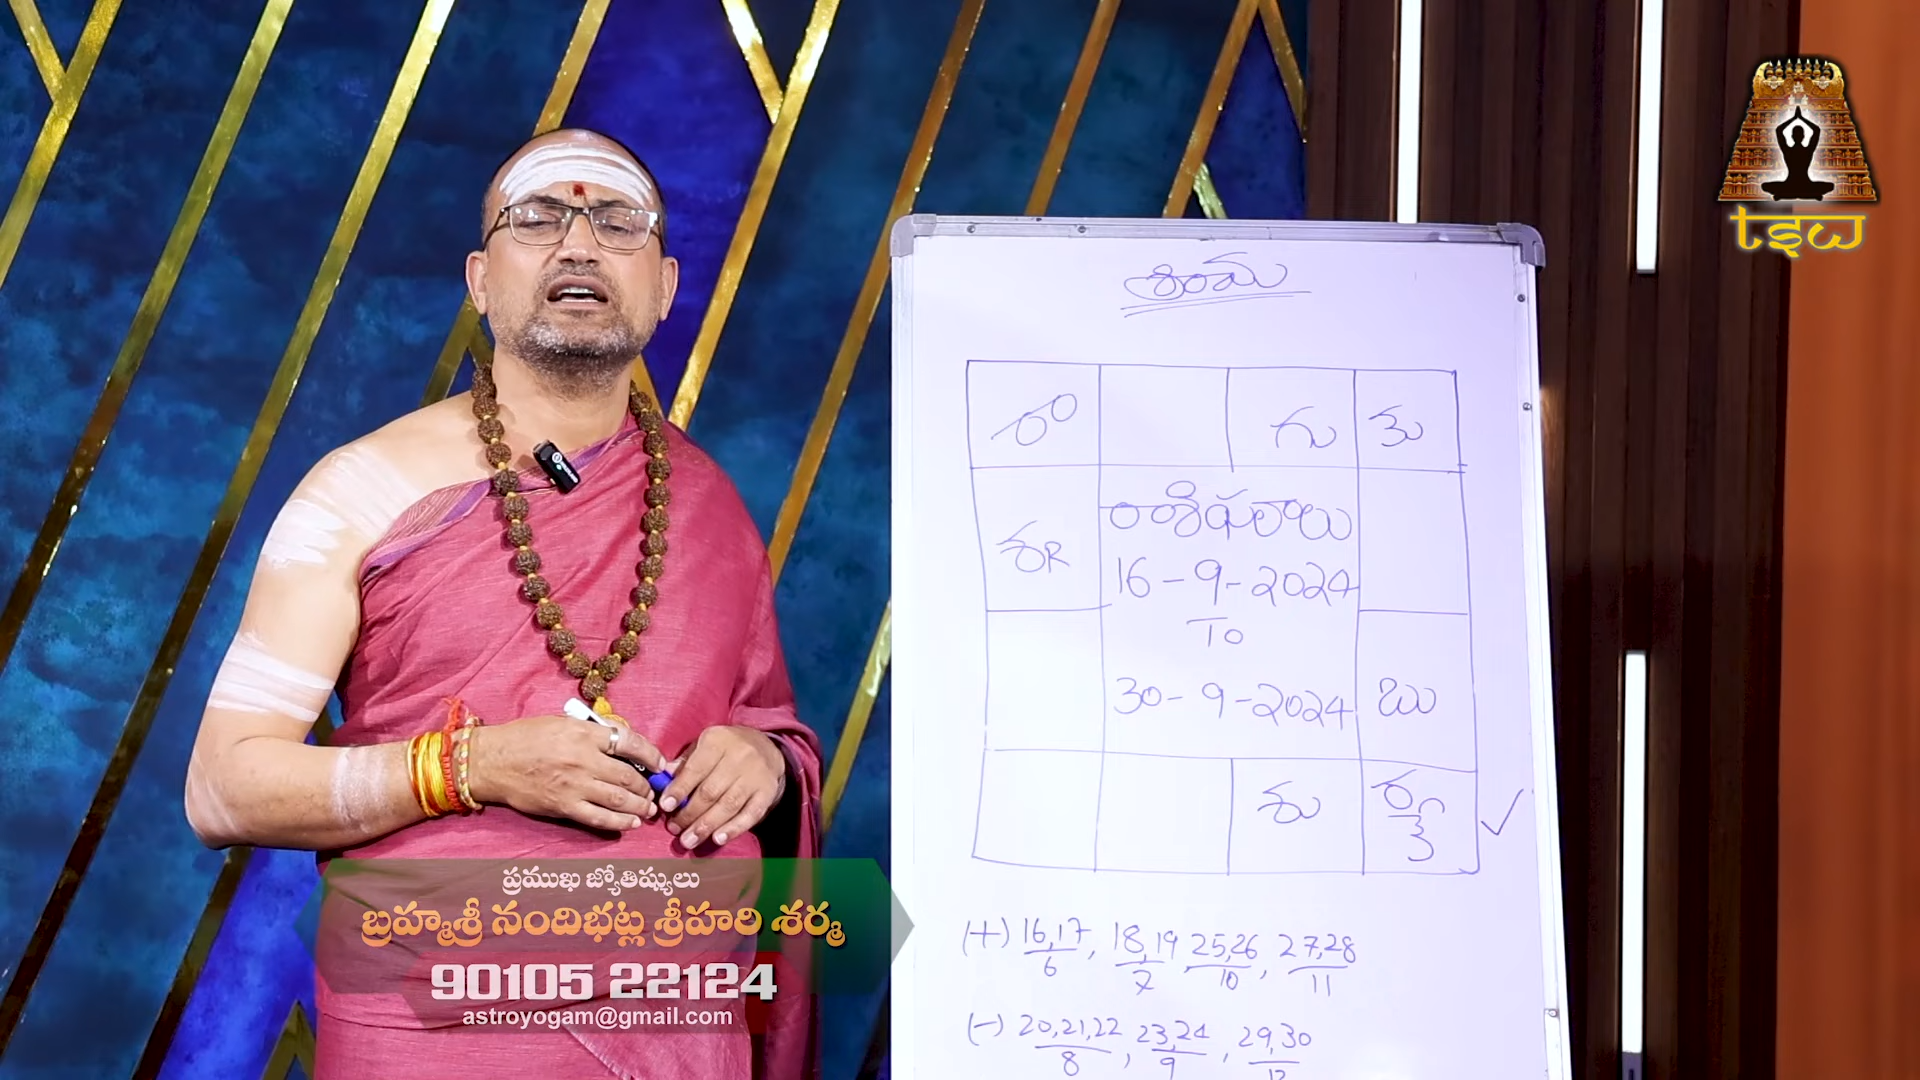 TSW
సింహ
రా గు కు
రాశిఫలాలు
శR
16-9-2024
To
30-9-2024
బు
శు ర/కే
(+) 16,17/6, 18,19/7, 25,26/10, 27,28/11
(-) 20,21,22/8, 23,24/9, 29,30/12
ప్రముఖ జ్యోతిష్యులు
బ్రహ్మశ్రీ నందిభట్ల శ్రీహరి శర్మ
90105 22124
astroyogam@gmail.com